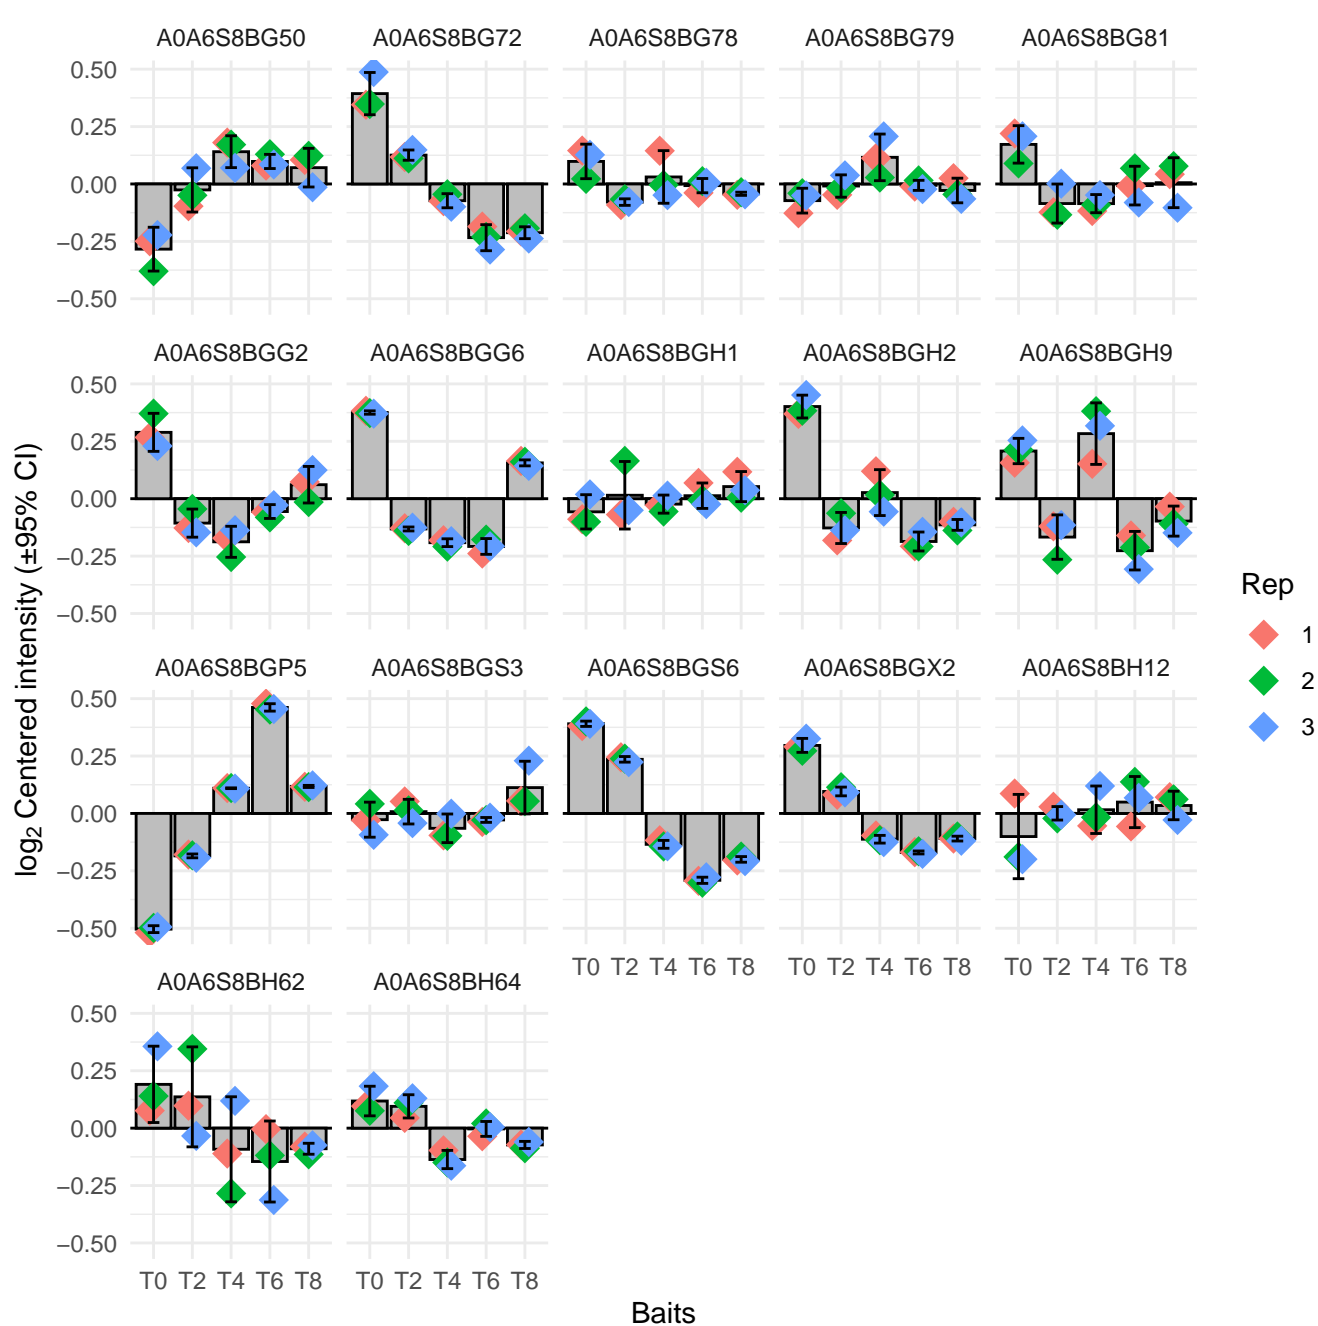 A0A6S8BG50 A0A6S8BG72 A0A6S8BG78 A0A6S8BG79 A0A6S8BG81
0.50
0.25
0.00
−0.25
−0.50
A0A6S8BGG2 A0A6S8BGG6 A0A6S8BGH1 A0A6S8BGH2 A0A6S8BGH9
0.50
0.25
0.00
−0.25
−0.50
A0A6S8BGP5 A0A6S8BGS3 A0A6S8BGS6 A0A6S8BGX2 A0A6S8BH12
0.50
0.25
0.00
−0.25
−0.50
T0 T2 T4 T6 T8 T0 T2 T4 T6 T8 T0 T2 T4 T6 T8
A0A6S8BH62 A0A6S8BH64
0.50
0.25
0.00
−0.25
−0.50
T0 T2 T4 T6 T8 T0 T2 T4 T6 T8
Baits
log₂ Centered intensity (±95% CI)
Rep
1
2
3